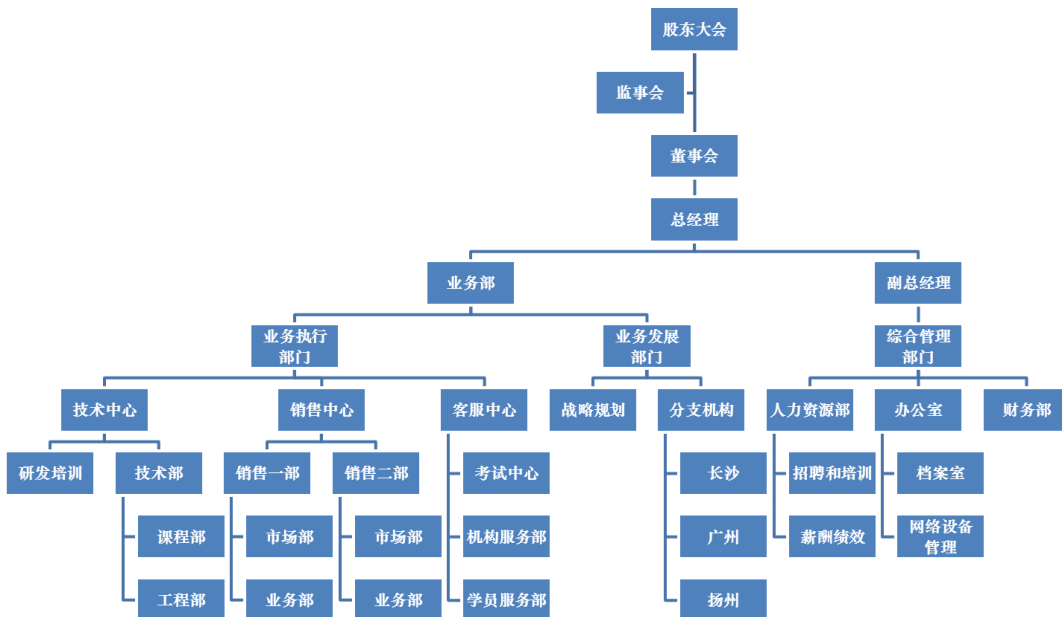 股东大会
监事会
董事会
总经理
业务部
副总经理
业务执行
部门
业务发展
部门
综合管理
部门
技术中心
销售中心
客服中心
战略规划
分支机构
人力资源部
办公室
财务部
研发培训
技术部
销售一部
销售二部
考试中心
长沙
招聘和培训
档案室
课程部
市场部
市场部
机构服务部
广州
薪酬绩效
网络设备
管理
工程部
业务部
业务部
学员服务部
扬州